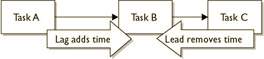 Task A
Task B
Task C
Lag adds time
Lead removes time